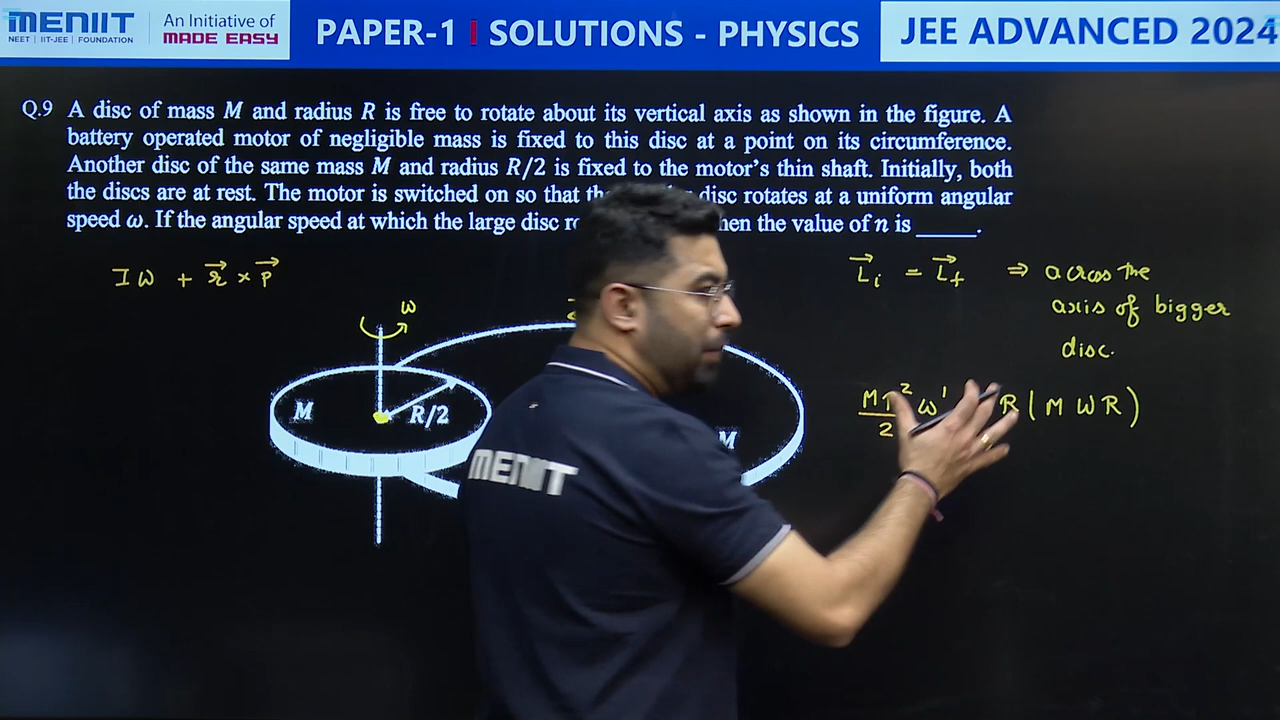 MENIIT
NEET | IIT-JEE | FOUNDATION
An Initiative of
MADE EASY
PAPER-1 | SOLUTIONS - PHYSICS
JEE ADVANCED 2024
Q.9 A disc of mass M and radius R is free to rotate about its vertical axis as shown in the figure. A
battery operated motor of negligible mass is fixed to this disc at a point on its circumference.
Another disc of the same mass M and radius R/2 is fixed to the motor's thin shaft. Initially, both
the discs are at rest. The motor is switched on so that disc rotates at a uniform angular
speed ω. If the angular speed at which the large disc the value of n is _____.
Iω + r⃗ × p⃗
L⃗i = L⃗f ⇒ across the
axis of bigger
disc.
ω
M
R/2
M
2 ω' R ( M ω R )
2
MENIIT